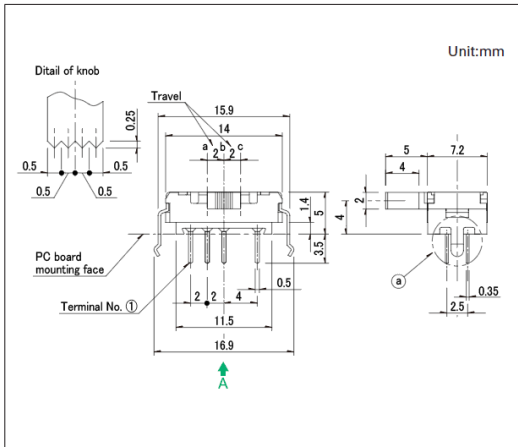 Unit:mm
Ditail of knob
0.25
0.5
0.5
0.5
0.5
Travel
15.9
14
a b c
2 2
1.4
5
3.5
PC board
mounting face
Terminal No. ①
2 2 4
0.5
11.5
16.9
A
5
7.2
4
2
4
a
0.35
2.5